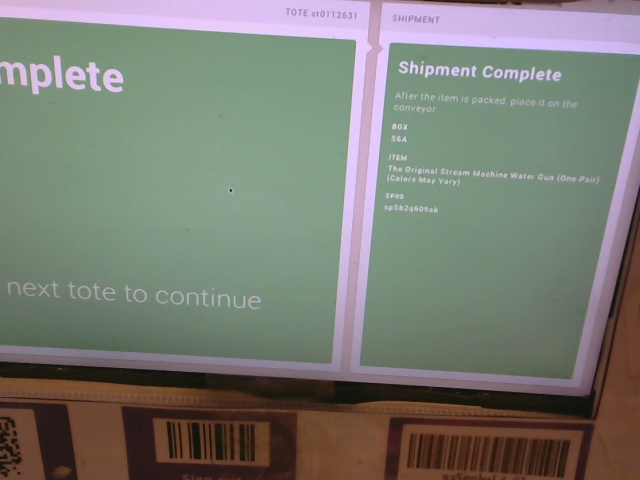 TOTE st0112631
mplete
next tote to continue
SHIPMENT
Shipment Complete
After the item is packed, place it on the
conveyor.
BOX
56A
ITEM
The Original Stream Machine Water Gun (One Pair)
(Colors May Vary)
SP00
sp5b2q609ak